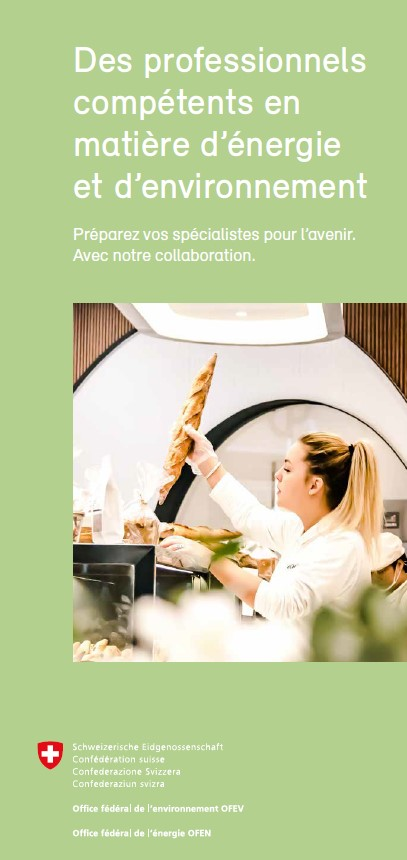 Des professionnels
compétents en
matière d'énergie
et d'environnement
Préparez vos spécialistes pour l'avenir.
Avec notre collaboration.
Schweizerische Eidgenossenschaft
Confédération suisse
Confederazione Svizzera
Confederaziun svizra
Office fédéral de l'environnement OFEV
Office fédéral de l'énergie OFEN